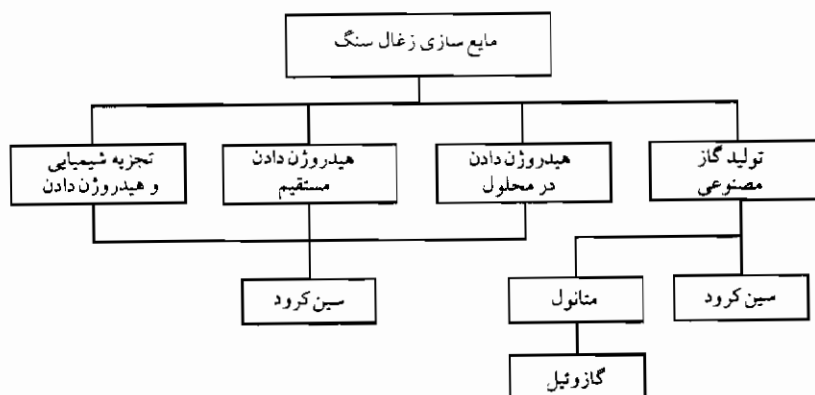 مایع سازی زغال سنگ
تولید گاز
مصنوعی
هیدروژن دادن
در محلول
هیدروژن دادن
مستقیم
تجزیه شیمیایی
و هیدروژن دادن
سین‌کرود
متانول
سین‌کرود
گازوئیل